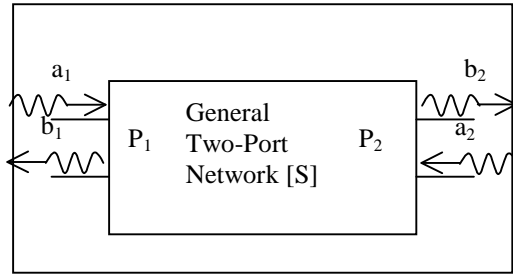 a₁
b₂
General
Two-Port
Network [S]
b₁
P₁
P₂
a₂